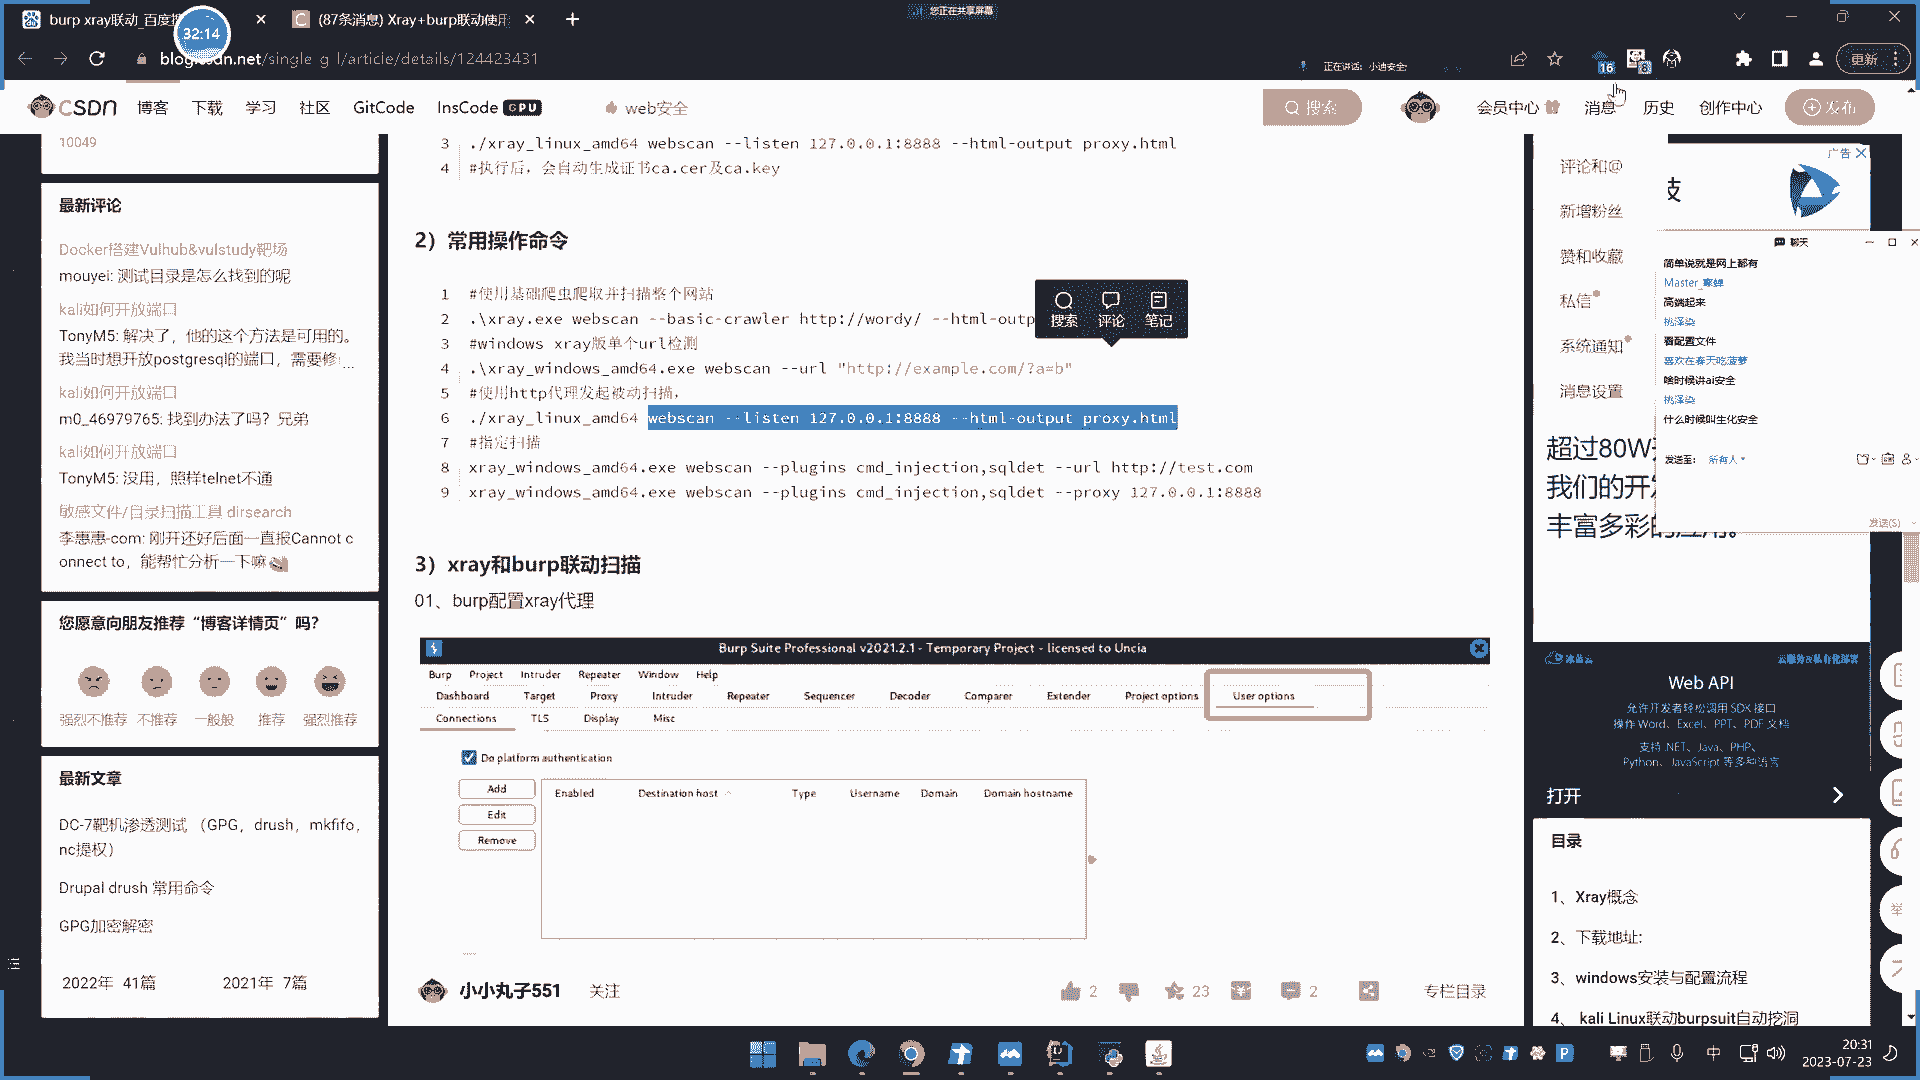 burp xray联动_百度搜
32:14
(87条消息) Xray+burp联动使用
您正在共享屏幕
blog.csdn.net/single_g_l/article/details/124423431
正在讲话: 小迪安全;
16
8
更新
CSDN
博客
下载
学习
社区
GitCode
InsCode GPU
web安全
搜索
会员中心
消息
历史
创作中心
发布
10049
最新评论
Docker搭建Vulhub&vulstudy靶场
mouyei: 测试目录是怎么找到的呢
kali如何开放端口
TonyM5: 解决了，他的这个方法是可用的。
我当时想开放postgresql的端口，需要修 ...
kali如何开放端口
m0_46979765: 找到办法了吗？兄弟
kali如何开放端口
TonyM5: 没用，照样telnet不通
敏感文件/目录扫描工具 dirsearch
李惠惠-com: 刚开还好后面一直报Cannot c
onnect to，能帮忙分析一下嘛
您愿意向朋友推荐“博客详情页”吗？
强烈不推荐 不推荐 一般般 推荐 强烈推荐
最新文章
DC-7靶机渗透测试 （GPG，drush，mkfifo，
nc提权）
Drupal drush 常用命令
GPG加密解密
2022年 41篇
2021年 7篇
3 ./xray_linux_amd64 webscan --listen 127.0.0.1:8888 --html-output proxy.html
4 #执行后，会自动生成证书ca.cer及ca.key
2）常用操作命令
1 #使用基础爬虫爬取并扫描整个网站
2 .\xray.exe webscan --basic-crawler http://wordy/ --html-outp
3 #windows xray版单个url检测
4 .\xray_windows_amd64.exe webscan --url "http://example.com/?a=b"
5 #使用http代理发起被动扫描，
6 ./xray_linux_amd64 webscan --listen 127.0.0.1:8888 --html-output proxy.html
7 #指定扫描
8 xray_windows_amd64.exe webscan --plugins cmd_injection,sqldet --url http://test.com
9 xray_windows_amd64.exe webscan --plugins cmd_injection,sqldet --proxy 127.0.0.1:8888
搜索 评论 笔记
3）xray和burp联动扫描
01、burp配置xray代理
Burp Suite Professional v2021.2.1 - Temporary Project - licensed to Uncia
Burp Project Intruder Repeater Window Help
Dashboard Target Proxy Intruder Repeater Sequencer Decoder Comparer Extender Project options User options
Connections TLS Display Misc
Do platform authentication
Add
Edit
Remove
Enabled Destination host Type Username Domain Domain hostname
小小丸子551
关注
2
23
2
专栏目录
评论和@
新增粉丝
赞和收藏
私信
系统通知
消息设置
广告
技
聊天
简单说就是网上都有
高端起来
桃泽染
看配置文件
喜欢在春天吃菠萝
啥时候讲ai安全
桃泽染
什么时候叫生化安全
发送至: 所有人
发送(S)
超过80W
我们的开发
丰富多彩的应用。
Web API
允许开发者轻松调用 SDK 接口
操作 Word、Excel、PPT、PDF 文档
支持 .NET、Java、PHP、
Python、JavaScript 等多种语言
打开
目录
1、Xray概念
2、下载地址:
3、windows安装与配置流程
4、 kali Linux联动burpsuit自动挖洞
举
中
20:31
2023-07-23